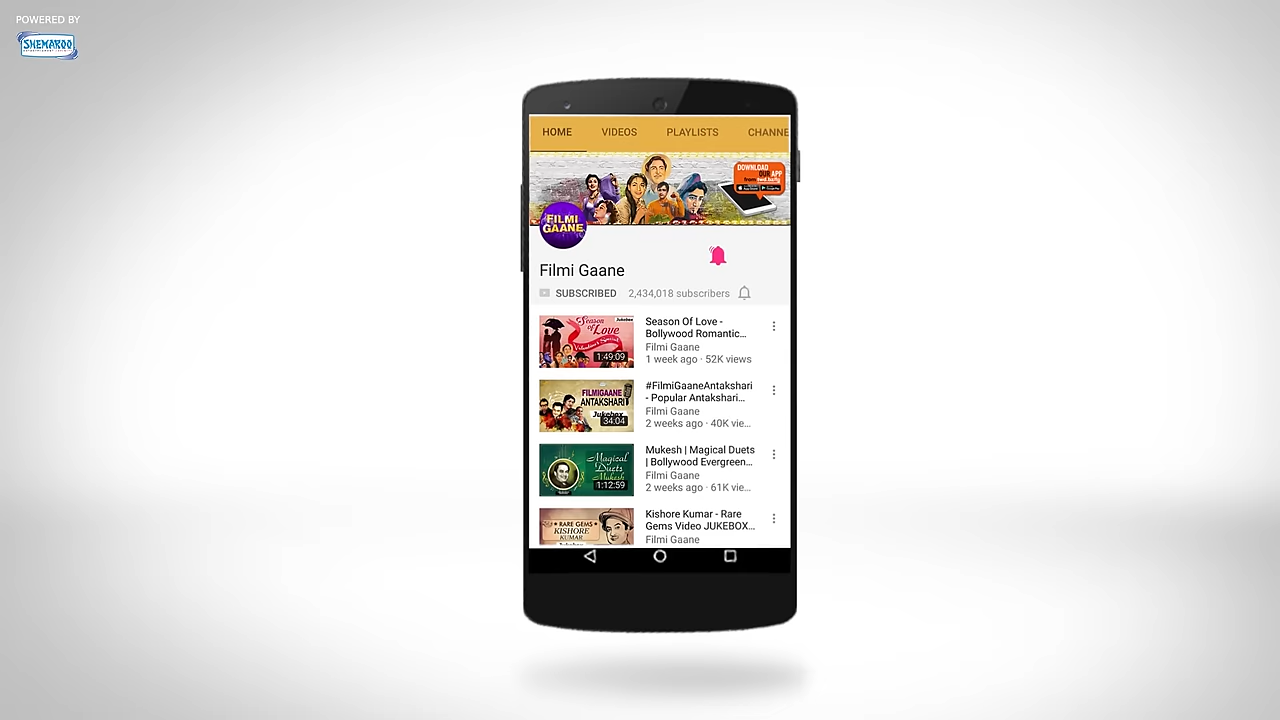 POWERED BY
SHEMAROO
HOME VIDEOS PLAYLISTS CHANNE
DOWNLOAD
OUR APP
FILMI
GAANE
Filmi Gaane
SUBSCRIBED 2,434,018 subscribers
Season
of Love
Valentine's Special
Jukebox
1:49:09
Season Of Love -
Bollywood Romantic...
Filmi Gaane
1 week ago · 52K views
FILMIGAANE
ANTAKSHARI
Jukebox
34:04
#FilmiGaaneAntakshari
- Popular Antakshari...
Filmi Gaane
2 weeks ago · 40K vie...
Magical
Duets
Mukesh
1:12:59
Mukesh | Magical Duets
| Bollywood Evergreen...
Filmi Gaane
2 weeks ago · 61K vie...
RARE GEMS
KISHORE
KUMAR
Kishore Kumar - Rare
Gems Video JUKEBOX...
Filmi Gaane